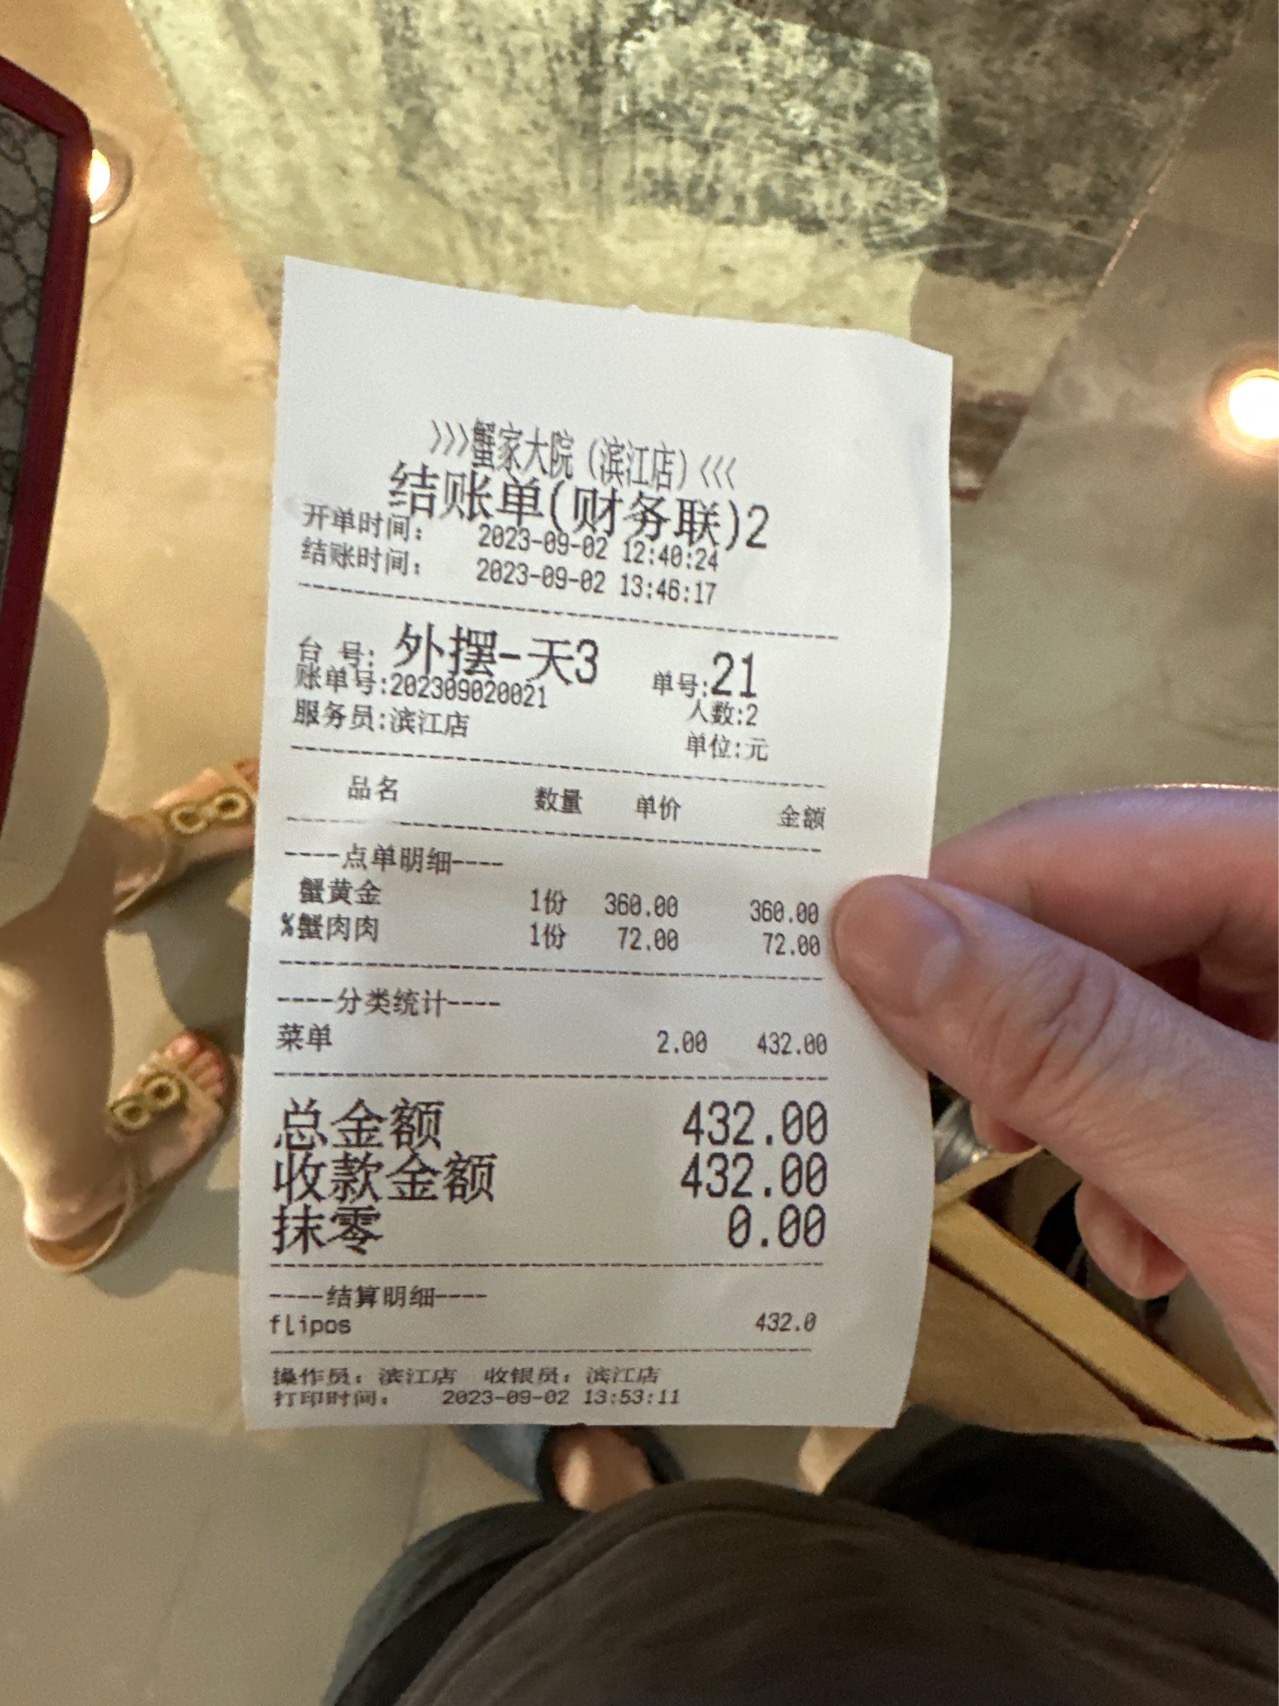 >>>蟹家大院（滨江店）<<<
结账单(财务联)2
开单时间： 2023-09-02 12:40:24
结账时间： 2023-09-02 13:46:17
台 号: 外摆-天3 单号:21
账单号:202309020021 人数:2
服务员:滨江店 单位:元
品名 数量 单价 金额
----点单明细----
蟹黄金 1份 360.00 360.00
%蟹肉肉 1份 72.00 72.00
----分类统计----
菜单 2.00 432.00
总金额 432.00
收款金额 432.00
抹零 0.00
----结算明细----
flipos 432.0
操作员：滨江店 收银员：滨江店
打印时间： 2023-09-02 13:53:11